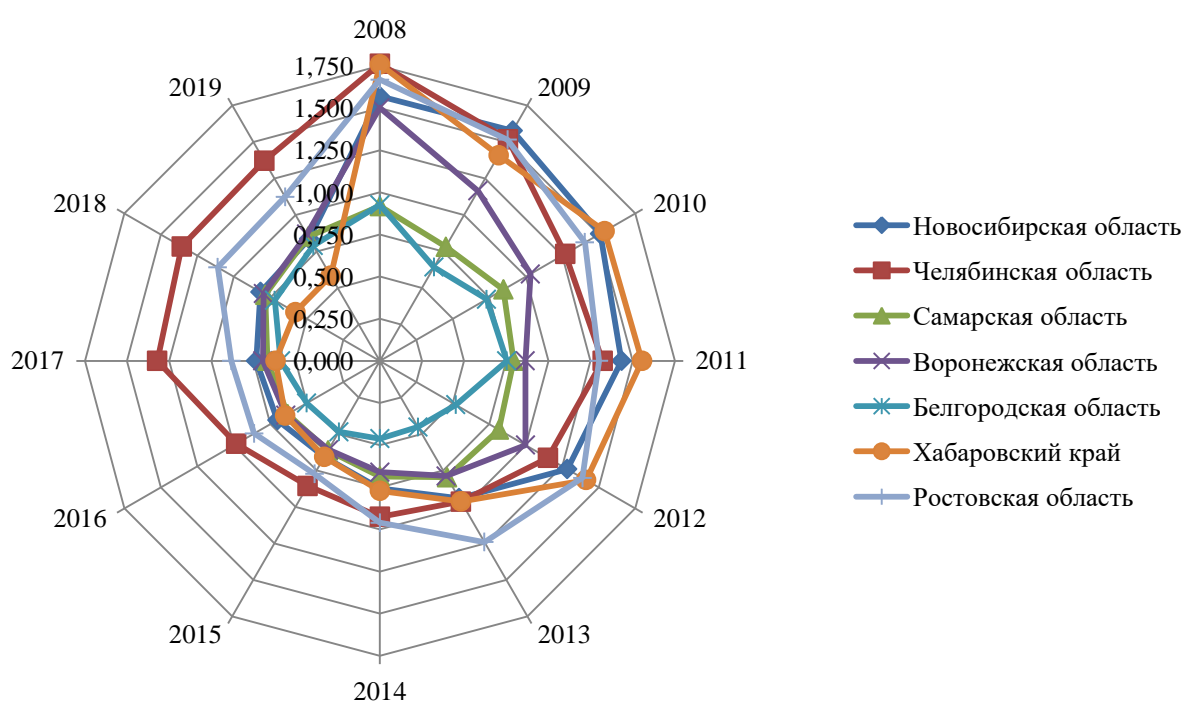 2008
2009
2010
2011
2012
2013
2014
2015
2016
2017
2018
2019
1,750
1,500
1,250
1,000
0,750
0,500
0,250
0,000
Новосибирская область
Челябинская область
Самарская область
Воронежская область
Белгородская область
Хабаровский край
Ростовская область